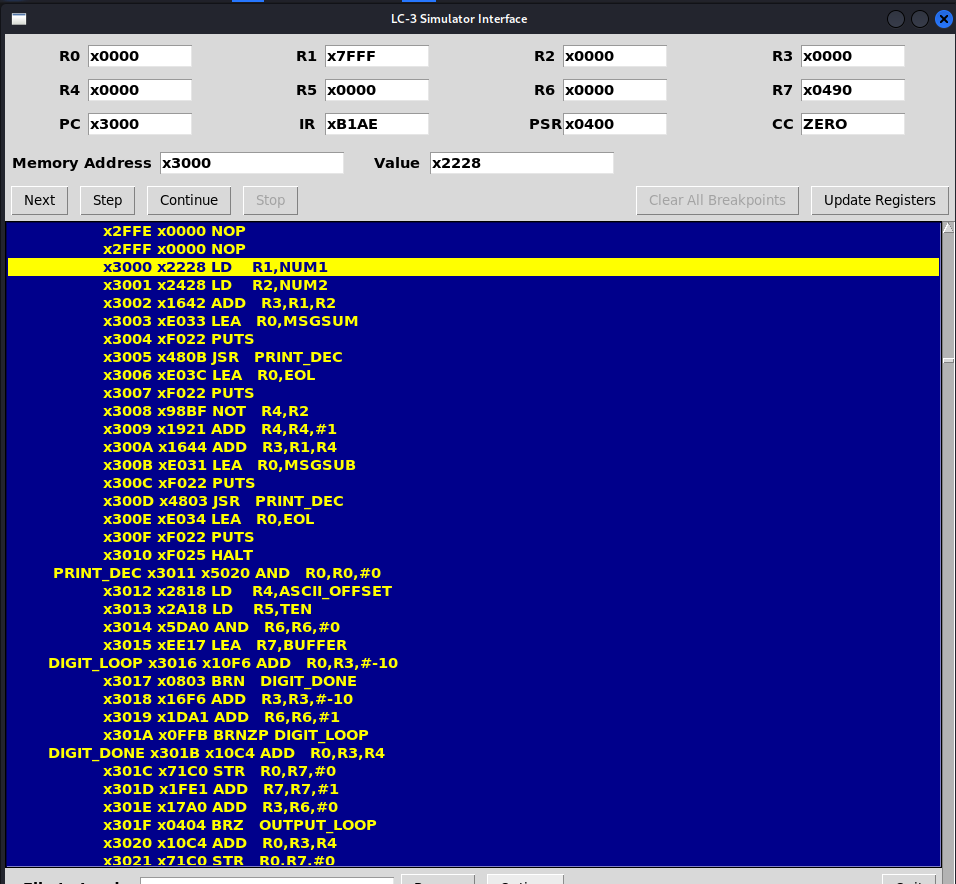 LC-3 Simulator Interface
R0 x0000 R1 x7FFF R2 x0000 R3 x0000
R4 x0000 R5 x0000 R6 x0000 R7 x0490
PC x3000 IR xB1AE PSR x0400 CC ZERO
Memory Address x3000 Value x2228
Next Step Continue Stop Clear All Breakpoints Update Registers
x2FFE x0000 NOP
x2FFF x0000 NOP
x3000 x2228 LD R1,NUM1
x3001 x2428 LD R2,NUM2
x3002 x1642 ADD R3,R1,R2
x3003 xE033 LEA R0,MSGSUM
x3004 xF022 PUTS
x3005 x480B JSR PRINT_DEC
x3006 xE03C LEA R0,EOL
x3007 xF022 PUTS
x3008 x98BF NOT R4,R2
x3009 x1921 ADD R4,R4,#1
x300A x1644 ADD R3,R1,R4
x300B xE031 LEA R0,MSGSUB
x300C xF022 PUTS
x300D x4803 JSR PRINT_DEC
x300E xE034 LEA R0,EOL
x300F xF022 PUTS
x3010 xF025 HALT
PRINT_DEC x3011 x5020 AND R0,R0,#0
x3012 x2818 LD R4,ASCII_OFFSET
x3013 x2A18 LD R5,TEN
x3014 x5DA0 AND R6,R6,#0
x3015 xEE17 LEA R7,BUFFER
DIGIT_LOOP x3016 x10F6 ADD R0,R3,#-10
x3017 x0803 BRN DIGIT_DONE
x3018 x16F6 ADD R3,R3,#-10
x3019 x1DA1 ADD R6,R6,#1
x301A x0FFB BRNZP DIGIT_LOOP
DIGIT_DONE x301B x10C4 ADD R0,R3,R4
x301C x71C0 STR R0,R7,#0
x301D x1FE1 ADD R7,R7,#1
x301E x17A0 ADD R3,R6,#0
x301F x0404 BRZ OUTPUT_LOOP
x3020 x10C4 ADD R0,R3,R4
x3021 x71C0 STR R0,R7,#0